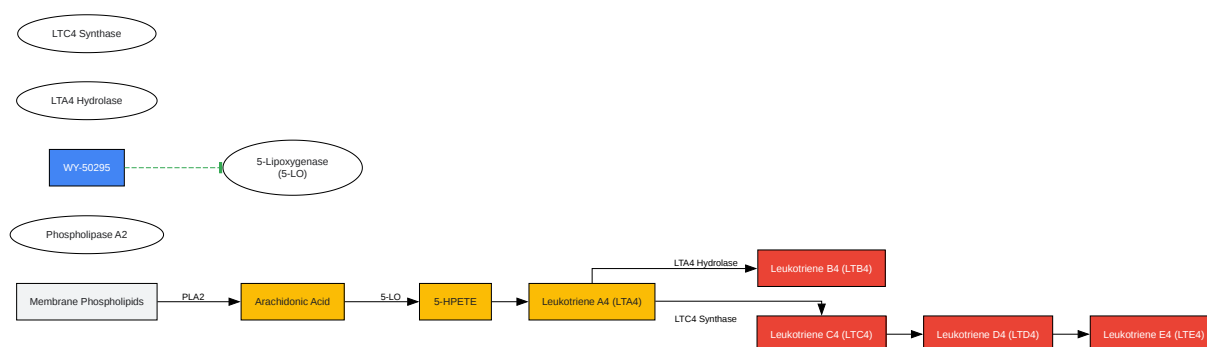 LTC4 Synthase
LTA4 Hydrolase
WY-50295
5-Lipoxygenase
(5-LO)
Phospholipase A2
LTA4 Hydrolase
Leukotriene B4 (LTB4)
Membrane Phospholipids
PLA2
Arachidonic Acid
5-LO
5-HPETE
Leukotriene A4 (LTA4)
LTC4 Synthase
Leukotriene C4 (LTC4)
Leukotriene D4 (LTD4)
Leukotriene E4 (LTE4)